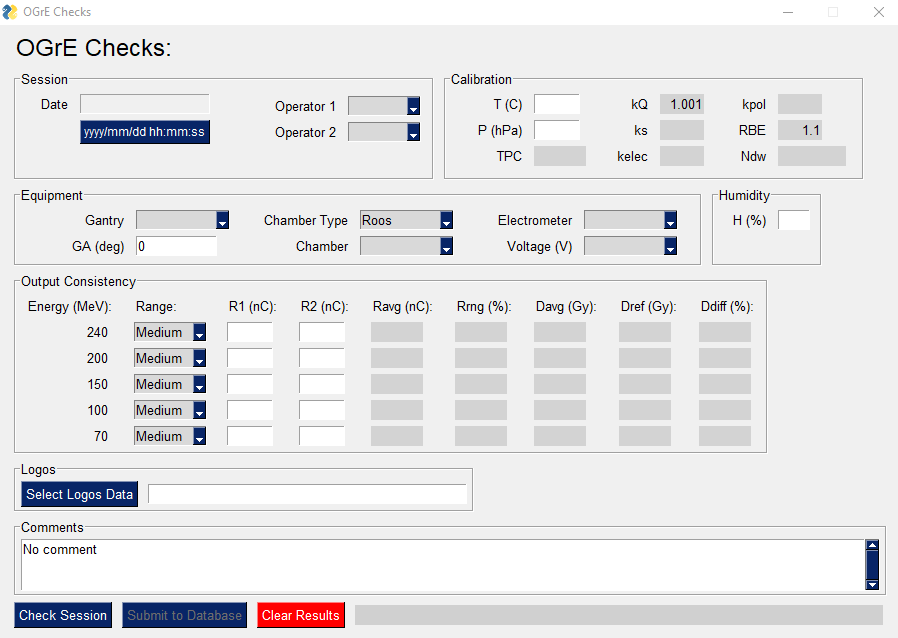 OGrE Checks
OGrE Checks:
Session
Date
yyyy/mm/dd hh:mm:ss
Operator 1
Operator 2
Calibration
T (C)
kQ
1.001
kpol
P (hPa)
ks
RBE
1.1
TPC
kelec
Ndw
Equipment
Gantry
Chamber Type
Roos
Electrometer
GA (deg)
0
Chamber
Voltage (V)
Humidity
H (%)
Output Consistency
Energy (MeV): Range: R1 (nC): R2 (nC): Ravg (nC): Rrng (%): Davg (Gy): Dref (Gy): Ddiff (%):
240 Medium
200 Medium
150 Medium
100 Medium
70 Medium
Logos
Select Logos Data
Comments
No comment
Check Session
Submit to Database
Clear Results